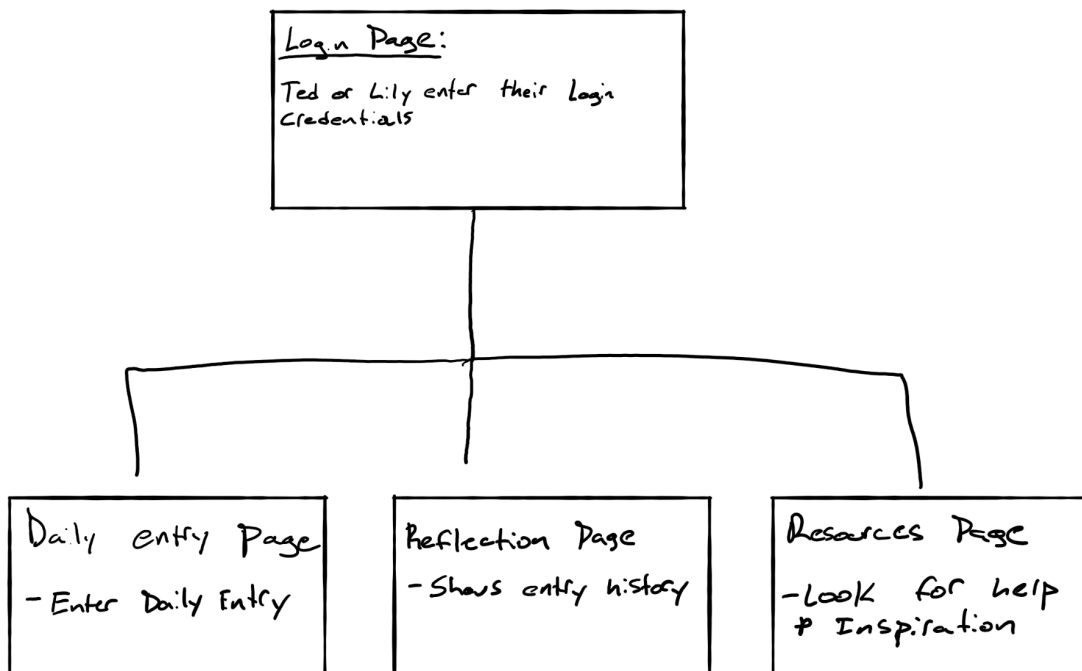 Login Page:
Ted or Lily enter their Login
credentials
Daily entry Page
- Enter Daily Entry
Reflection Page
- Shows entry history
Resources Page
- Look for help
+ Inspiration